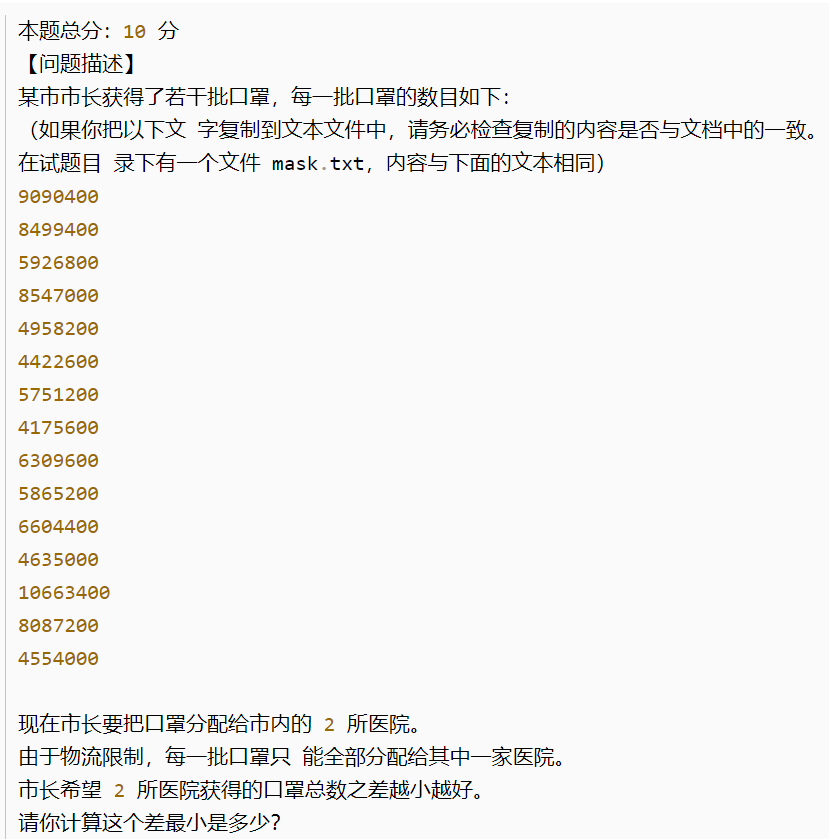 本题总分：10 分
【问题描述】
某市市长获得了若干批口罩，每一批口罩的数目如下：
（如果你把以下文 字复制到文本文件中，请务必检查复制的内容是否与文档中的一致。
在试题目 录下有一个文件 mask.txt，内容与下面的文本相同）
9090400
8499400
5926800
8547000
4958200
4422600
5751200
4175600
6309600
5865200
6604400
4635000
10663400
8087200
4554000
现在市长要把口罩分配给市内的 2 所医院。
由于物流限制，每一批口罩只 能全部分配给其中一家医院。
市长希望 2 所医院获得的口罩总数之差越小越好。
请你计算这个差最小是多少？